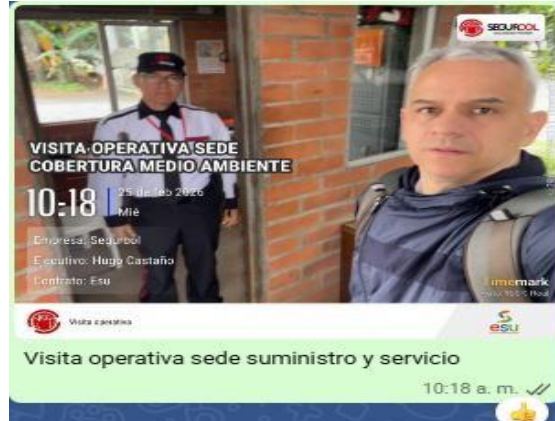 SEGURCOL
VISITA OPERATIVA SEDE
COBERTURA MEDIO AMBIENTE
10:18
25 de feb 2026
Mié
Empresa: Segurcol
Ejecutivo: Hugo Castaño
Contrato: Esu
Timemark
Visita operativa
esu
Visita operativa sede suministro y servicio
10:18 a. m.